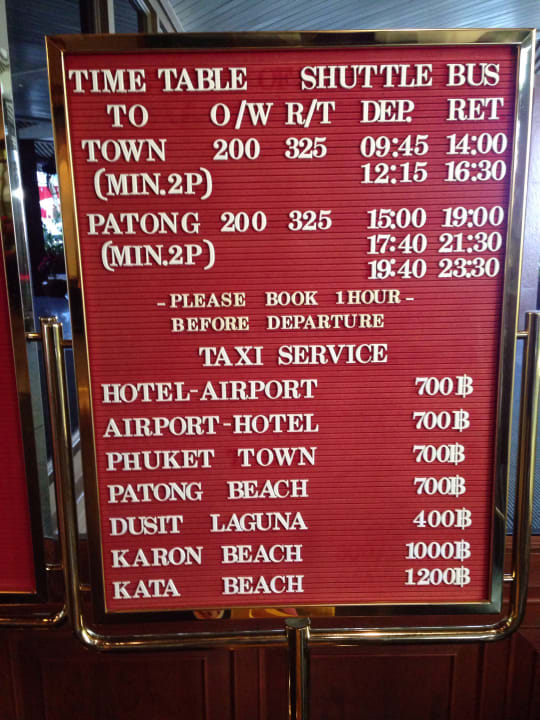 TIME TABLE OF SHUTTLE BUS
TO O/W R/T DEP. RET
TOWN 200 325 09:45 14:00
(MIN.2P) 12:15 16:30
PATONG 200 325 15:00 19:00
(MIN.2P) 17:40 21:30
19:40 23:30
-PLEASE BOOK 1HOUR-
BEFORE DEPARTURE
TAXI SERVICE
HOTEL-AIRPORT 700฿
AIRPORT-HOTEL 700฿
PHUKET TOWN 700฿
PATONG BEACH 700฿
DUSIT LAGUNA 400฿
KARON BEACH 1000฿
KATA BEACH 1200฿